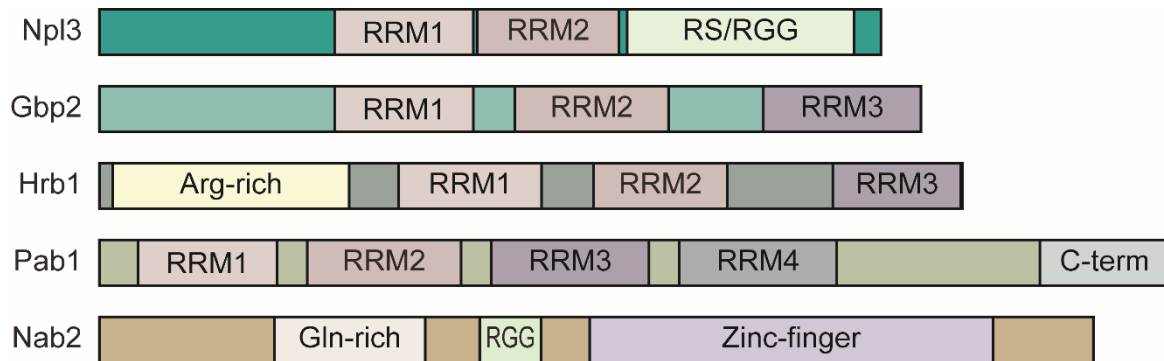 Npl3 RRM1 RRM2 RS/RGG
Gbp2 RRM1 RRM2 RRM3
Hrb1 Arg-rich RRM1 RRM2 RRM3
Pab1 RRM1 RRM2 RRM3 RRM4 C-term
Nab2 Gln-rich RGG Zinc-finger